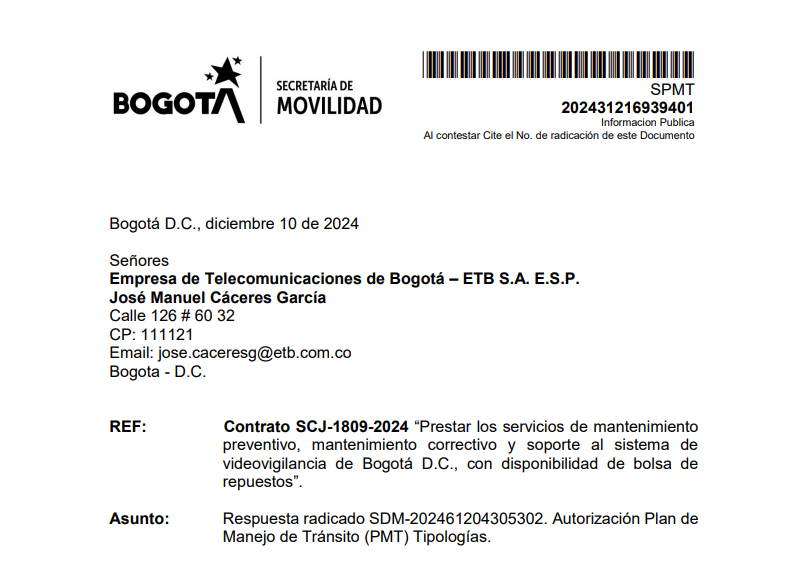 BOGOTÁ
SECRETARÍA DE
MOVILIDAD
SPMT
202431216939401
Informacion Publica
Al contestar Cite el No. de radicación de este Documento
Bogotá D.C., diciembre 10 de 2024
Señores
Empresa de Telecomunicaciones de Bogotá – ETB S.A. E.S.P.
José Manuel Cáceres García
Calle 126 # 60 32
CP: 111121
Email: jose.caceresg@etb.com.co
Bogota - D.C.
REF: Contrato SCJ-1809-2024 “Prestar los servicios de mantenimiento
preventivo, mantenimiento correctivo y soporte al sistema de
videovigilancia de Bogotá D.C., con disponibilidad de bolsa de
repuestos”.
Asunto: Respuesta radicado SDM-202461204305302. Autorización Plan de
Manejo de Tránsito (PMT) Tipologías.